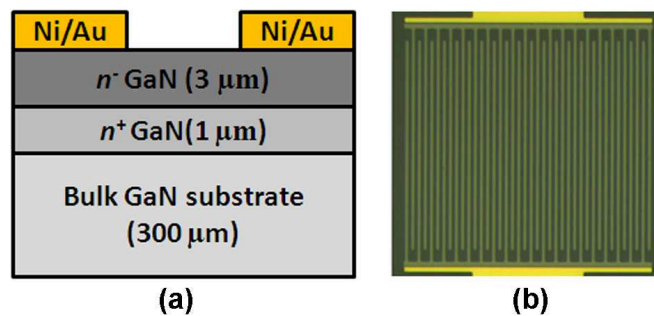 Ni/Au Ni/Au
n⁻ GaN (3 µm)
n⁺ GaN(1 µm)
Bulk GaN substrate
(300 µm)
(a) (b)